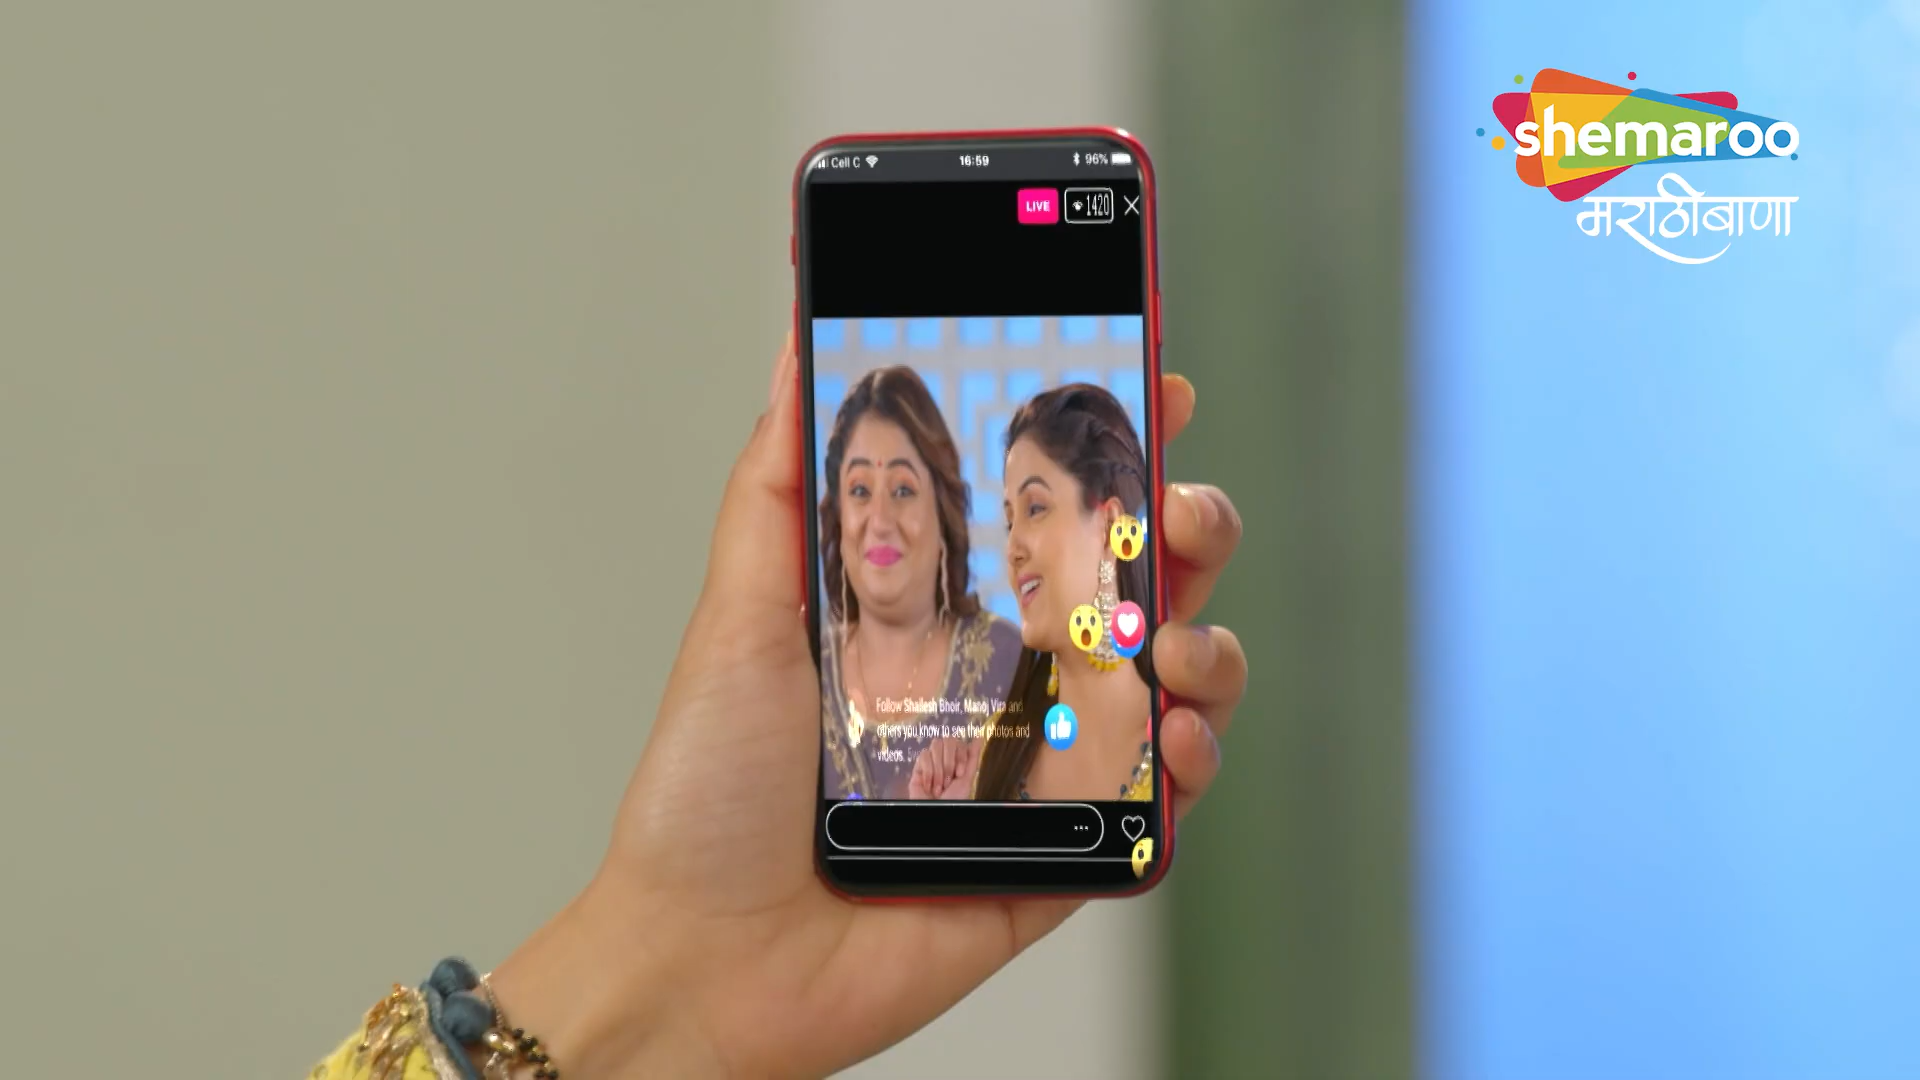 shemaroo
मराठीबाणा
Cell C
16:59
96%
LIVE
1420
Follow Shailesh Bhoir, Manoj Vira and
others you know to see their photos and
videos.